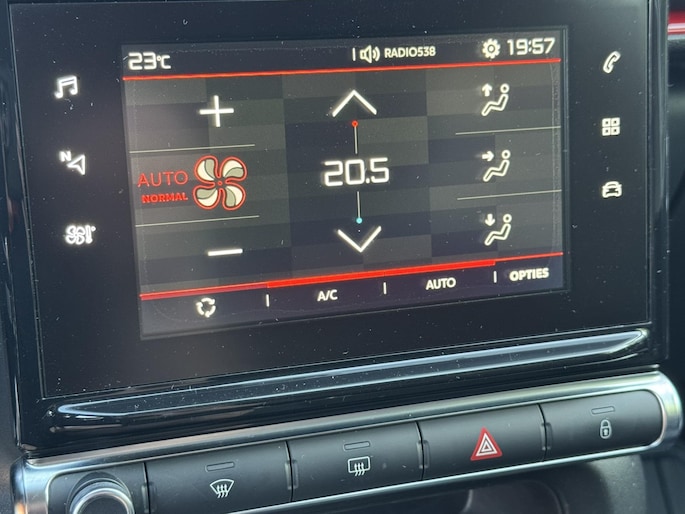 23°C
RADIO538
19:57
N
AUTO
NORMAL
20.5
A/C
AUTO
OPTIES